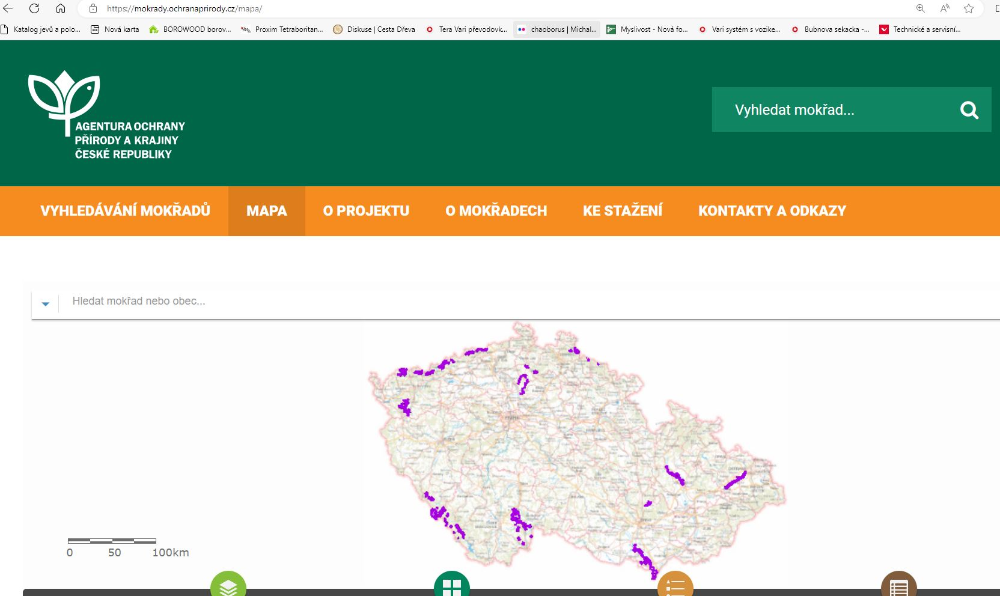 https://mokrady.ochranaprirody.cz/mapa/
Katalog jevů a polo...
Nová karta
BOROWOOD borov...
Proxim Tetraboritan...
Diskuse | Cesta Dřeva
Tera Vari převodovk...
chaoborus | Michal...
Myslivost - Nová fo...
Vari systém s vozike...
Bubnova sekacka -...
Technické a servisní...
AGENTURA OCHRANY
PŘÍRODY A KRAJINY
ČESKÉ REPUBLIKY
Vyhledat mokřad...
VYHLEDÁVÁNÍ MOKŘADŮ
MAPA
O PROJEKTU
O MOKŘADECH
KE STAŽENÍ
KONTAKTY A ODKAZY
Hledat mokřad nebo obec...
0 50 100km